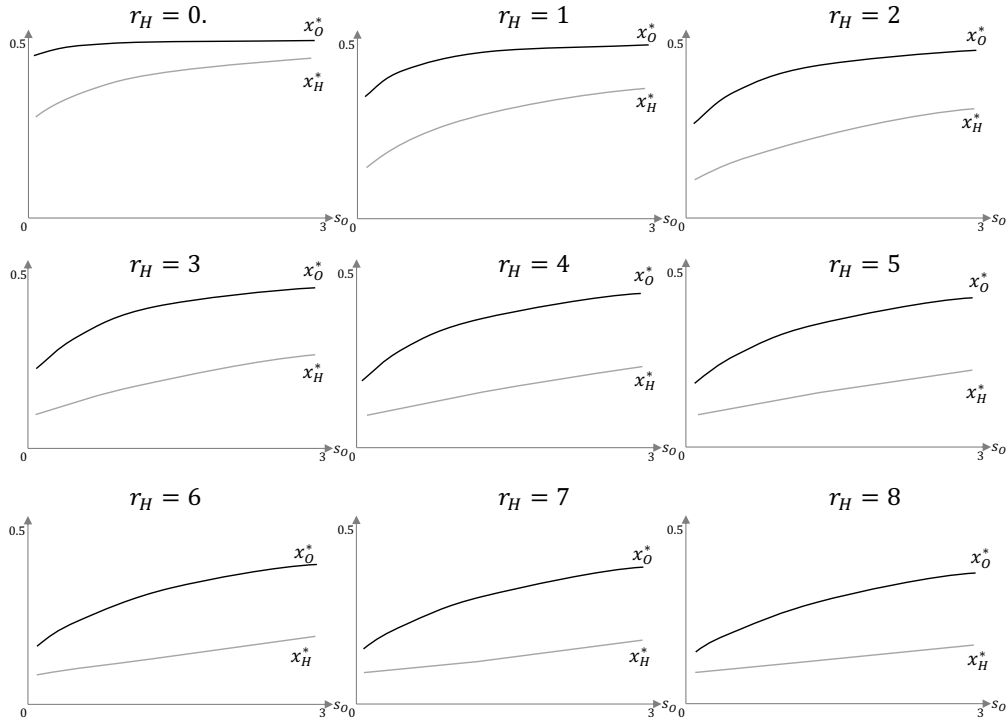 r_H = 0.
0.5
x_O^*
x_H^*
0
3
s_O
r_H = 1
0.5
x_O^*
x_H^*
0
3
s_O
r_H = 2
0.5
x_O^*
x_H^*
0
3
s_O
r_H = 3
0.5
x_O^*
x_H^*
0
3
s_O
r_H = 4
0.5
x_O^*
x_H^*
0
3
s_O
r_H = 5
0.5
x_O^*
x_H^*
0
3
s_O
r_H = 6
0.5
x_O^*
x_H^*
0
3
s_O
r_H = 7
0.5
x_O^*
x_H^*
0
3
s_O
r_H = 8
0.5
x_O^*
x_H^*
0
3
s_O